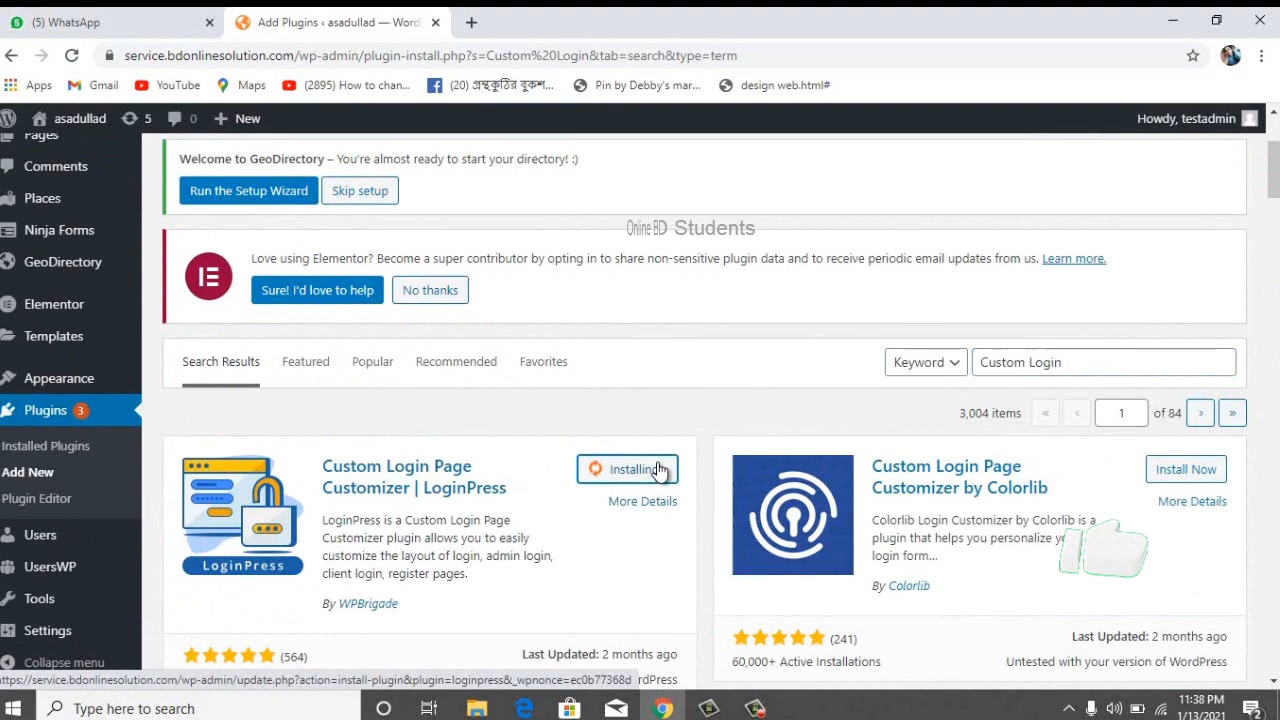 (5) WhatsApp
Add Plugins ‹ asadullad — Word
service.bdonlinesolution.com/wp-admin/plugin-install.php?s=Custom%20Login&tab=search&type=term
Apps
Gmail
YouTube
Maps
(2895) How to chan...
(20) গ্রন্থকুঠির বুকশ...
Pin by Debby's mar...
design web.html#
asadullad
5
0
New
Howdy, testadmin
Pages
Comments
Places
Ninja Forms
GeoDirectory
Elementor
Templates
Appearance
Plugins 3
Installed Plugins
Add New
Plugin Editor
Users
UsersWP
Tools
Settings
Collapse menu
Welcome to GeoDirectory – You're almost ready to start your directory! :)
Run the Setup Wizard
Skip setup
Online BD Students
Love using Elementor? Become a super contributor by opting in to share non-sensitive plugin data and to receive periodic email updates from us. Learn more.
Sure! I'd love to help
No thanks
Search Results
Featured
Popular
Recommended
Favorites
Keyword
Custom Login
3,004 items
«
‹
1
of 84
›
»
LoginPress
Custom Login Page
Customizer | LoginPress
Installing
More Details
LoginPress is a Custom Login Page
Customizer plugin allows you to easily
customize the layout of login, admin login,
client login, register pages.
By WPBrigade
(564)
Last Updated: 2 months ago
Custom Login Page
Customizer by Colorlib
Install Now
More Details
Colorlib Login Customizer by Colorlib is a
plugin that helps you personalize
login form...
By Colorlib
(241)
60,000+ Active Installations
Last Updated: 2 months ago
Untested with your version of WordPress
https://service.bdonlinesolution.com/wp-admin/update.php?action=install-plugin&plugin=loginpress&_wpnonce=ec0b77368d
rdPress
Type here to search
11:38 PM
1/13/2021
2